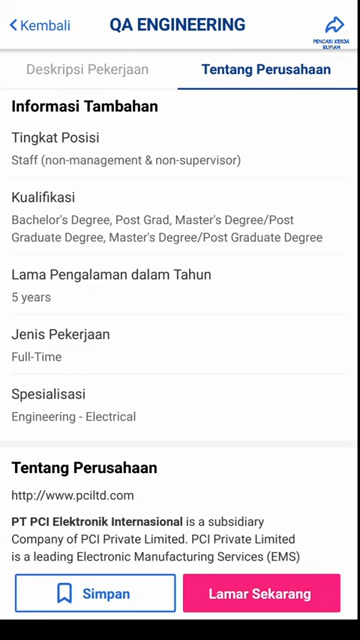 Kembali
QA ENGINEERING
PENCARI KERJA
Deskripsi Pekerjaan
Tentang Perusahaan
Informasi Tambahan
Tingkat Posisi
Staff (non-management & non-supervisor)
Kualifikasi
Bachelor's Degree, Post Grad, Master's Degree/Post
Graduate Degree, Master's Degree/Post Graduate Degree
Lama Pengalaman dalam Tahun
5 years
Jenis Pekerjaan
Full-Time
Spesialisasi
Engineering - Electrical
Tentang Perusahaan
http://www.pciltd.com
PT PCI Elektronik Internasional is a subsidiary
Company of PCI Private Limited. PCI Private Limited
is a leading Electronic Manufacturing Services (EMS)
Simpan
Lamar Sekarang